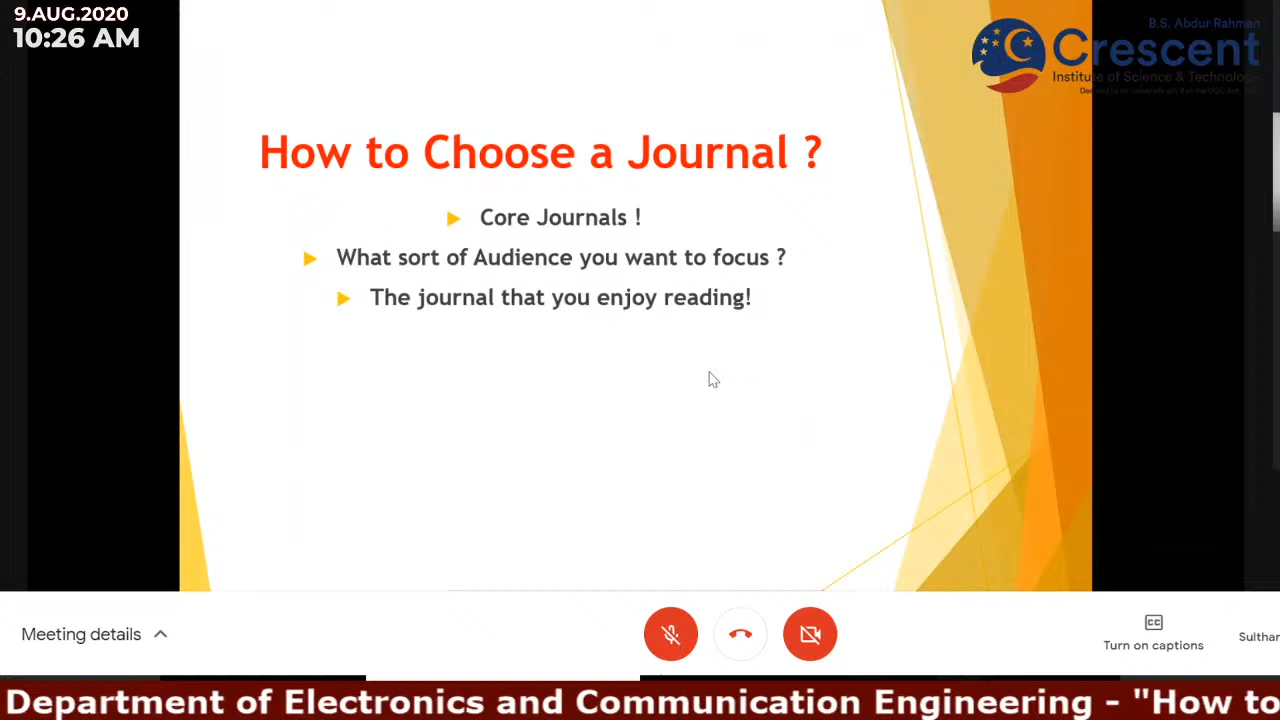 9.AUG.2020
10:26 AM
B.S. Abdur Rahman
Crescent
Institute of Science & Technology
How to Choose a Journal ?
Core Journals !
What sort of Audience you want to focus ?
The journal that you enjoy reading!
Meeting details
CC
Turn on captions
Sulthan
Department of Electronics and Communication Engineering - "How to